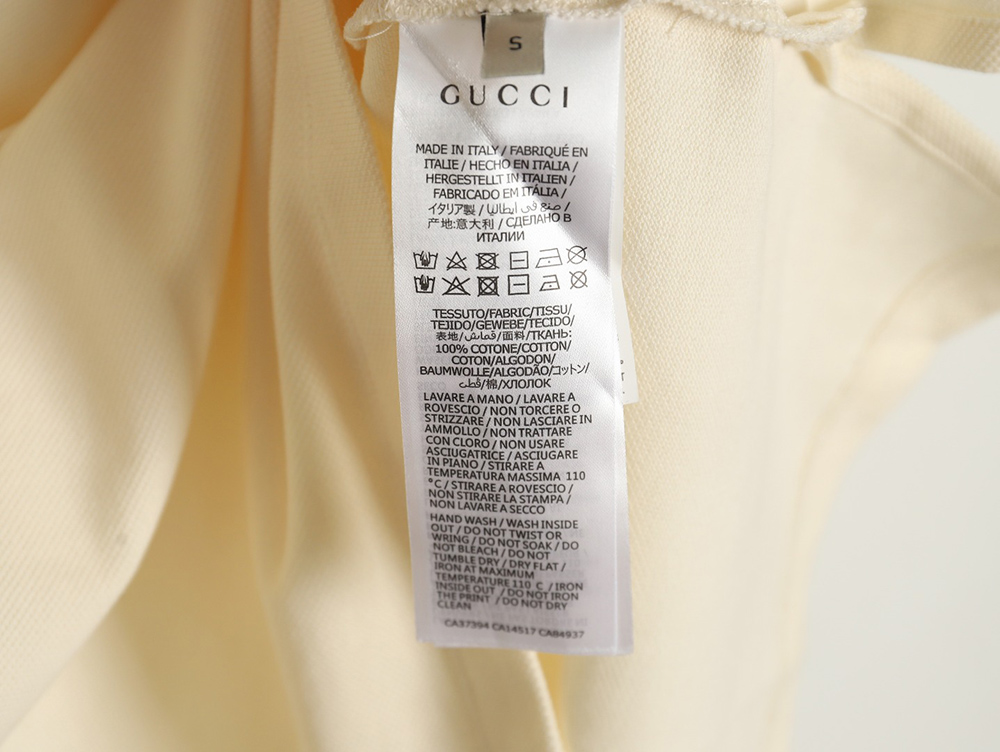 S
GUCCI
MADE IN ITALY / FABRIQUÉ EN
ITALIE / HECHO EN ITALIA /
HERGESTELLT IN ITALIEN /
FABRICADO EM ITÁLIA /
イタリア製 / صنع في إيطاليا /
产地:意大利 / СДЕЛАНО В
ИТАЛИИ
TESSUTO/FABRIC/TISSU/
TEJIDO/GEWEBE/TECIDO/
表地/قماش/面料/ТКАНЬ:
100% COTONE/COTTON/
COTON/ALGODON/
BAUMWOLLE/ALGODÃO/コットン/
قطن/棉/ХЛОПОК
LAVARE A MANO / LAVARE A
ROVESCIO / NON TORCERE O
STRIZZARE / NON LASCIARE IN
AMMOLLO / NON TRATTARE
CON CLORO / NON USARE
ASCIUGATRICE / ASCIUGARE
IN PIANO / STIRARE A
TEMPERATURA MASSIMA 110
°C / STIRARE A ROVESCIO /
NON STIRARE LA STAMPA /
NON LAVARE A SECCO
HAND WASH / WASH INSIDE
OUT / DO NOT TWIST OR
WRING / DO NOT SOAK / DO
NOT BLEACH / DO NOT
TUMBLE DRY / DRY FLAT /
IRON AT MAXIMUM
TEMPERATURE 110 C / IRON
INSIDE OUT / DO NOT IRON
THE PRINT / DO NOT DRY
CLEAN
CA37394 CA14517 CA84937